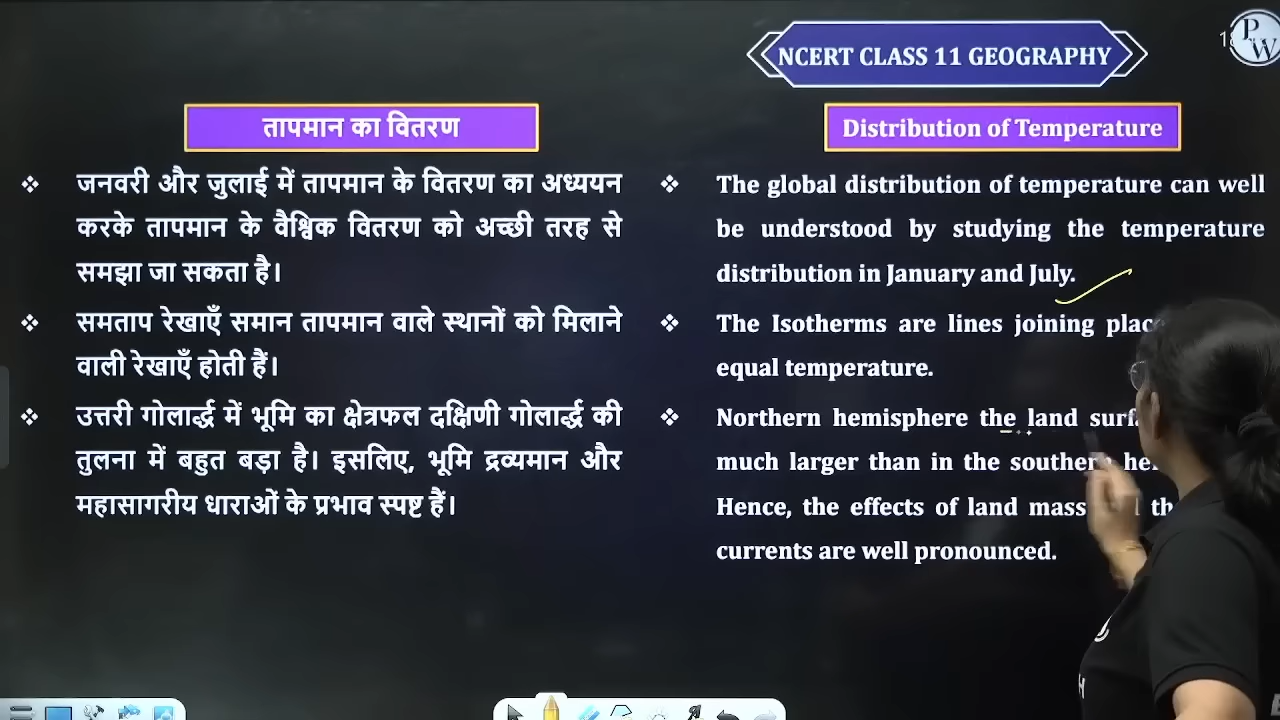 NCERT CLASS 11 GEOGRAPHY
PW
तापमान का वितरण
जनवरी और जुलाई में तापमान के वितरण का अध्ययन
करके तापमान के वैश्विक वितरण को अच्छी तरह से
समझा जा सकता है।
समताप रेखाएँ समान तापमान वाले स्थानों को मिलाने
वाली रेखाएँ होती हैं।
उत्तरी गोलार्द्ध में भूमि का क्षेत्रफल दक्षिणी गोलार्द्ध की
तुलना में बहुत बड़ा है। इसलिए, भूमि द्रव्यमान और
महासागरीय धाराओं के प्रभाव स्पष्ट हैं।
Distribution of Temperature
The global distribution of temperature can well
be understood by studying the temperature
distribution in January and July.
The Isotherms are lines joining
equal temperature.
Northern hemisphere the land
much larger than in the southern
Hence, the effects of land mass
currents are well pronounced.